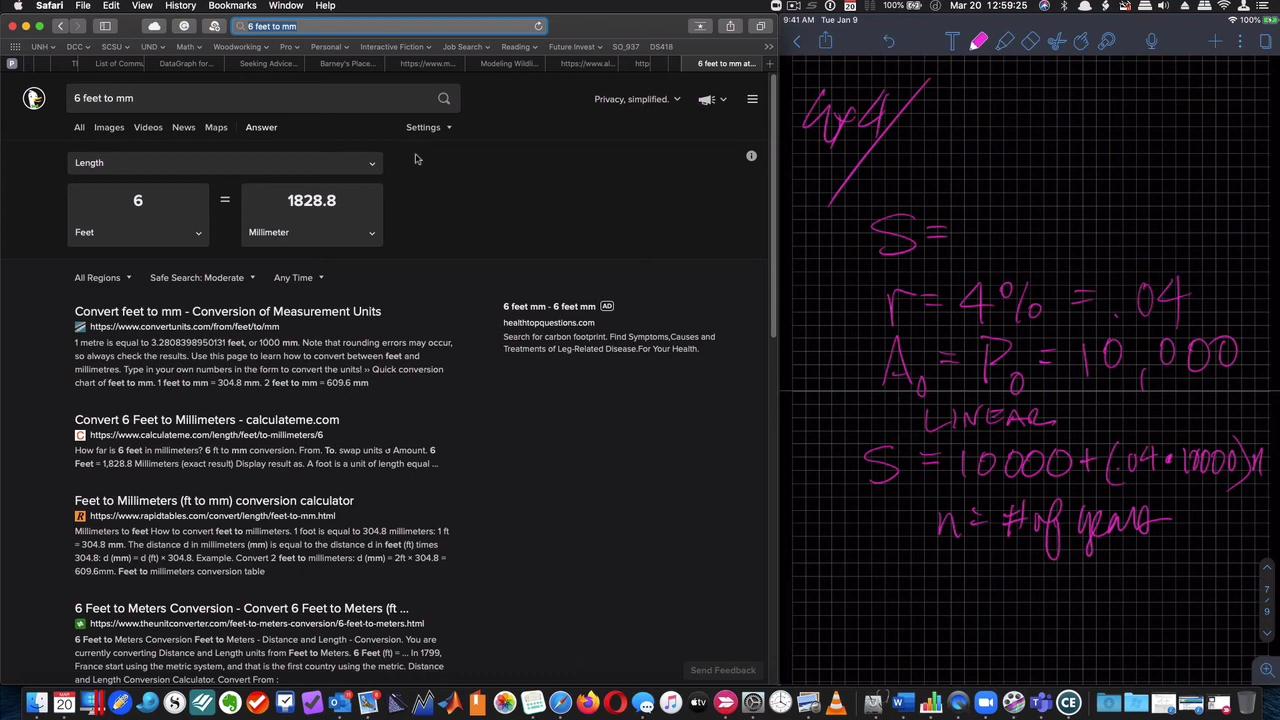 Safari File Edit View History Bookmarks Window Help
100% 20 100% Mar 20 12:59:25
6 feet to mm
UNH DCC SCSU UND Math Woodworking Pro Personal Interactive Fiction Job Search Reading Future Invest SO_937 DS418 >>
List of Commu DataGraph for... Seeking Advice... Barney's Place... https://www.m... Modeling Wildl... https://www.al... http 6 feet to mm at...
6 feet to mm
Privacy, simplified.
All Images Videos News Maps Answer Settings
Length
6 = 1828.8
Feet Millimeter
All Regions Safe Search: Moderate Any Time
Convert feet to mm - Conversion of Measurement Units
https://www.convertunits.com/from/feet/to/mm
1 metre is equal to 3.2808398950131 feet, or 1000 mm. Note that rounding errors may occur,
so always check the results. Use this page to learn how to convert between feet and
millimetres. Type in your own numbers in the form to convert the units! ›› Quick conversion
chart of feet to mm. 1 feet to mm = 304.8 mm. 2 feet to mm = 609.6 mm
6 feet mm - 6 feet mm AD
healthtopquestions.com
Search for carbon footprint. Find Symptoms,Causes and
Treatments of Leg-Related Disease.For Your Health.
Convert 6 Feet to Millimeters - calculateme.com
https://www.calculateme.com/length/feet/to-millimeters/6
How far is 6 feet in millimeters? 6 ft to mm conversion. From. To. swap units ↺ Amount. 6
Feet = 1,828.8 Millimeters (exact result) Display result as. A foot is a unit of length equal ...
Feet to Millimeters (ft to mm) conversion calculator
https://www.rapidtables.com/convert/length/feet-to-mm.html
Millimeters to feet How to convert feet to millimeters. 1 foot is equal to 304.8 millimeters: 1 ft
= 304.8 mm. The distance d in millimeters (mm) is equal to the distance d in feet (ft) times
304.8: d (mm) = d (ft) × 304.8. Example. Convert 2 feet to millimeters: d (mm) = 2ft × 304.8 =
609.6mm. Feet to millimeters conversion table
6 Feet to Meters Conversion - Convert 6 Feet to Meters (ft ...
https://www.theunitconverter.com/feet-to-meters-conversion/6-feet-to-meters.html
6 Feet to Meters Conversion Feet to Meters - Distance and Length - Conversion. You are
currently converting Distance and Length units from Feet to Meters. 6 Feet (ft) = ... In 1799,
France start using the metric system, and that is the first country using the metric. Distance
and Length Conversion Calculator. Convert From :
Send Feedback
9:41 AM Tue Jan 9
100%
4x4
S=
r= 4% = .04
A0 = P0 = 10,000
LINEAR
S = 10000 + (.04 • 10000)n
n = # of years
7
/
9